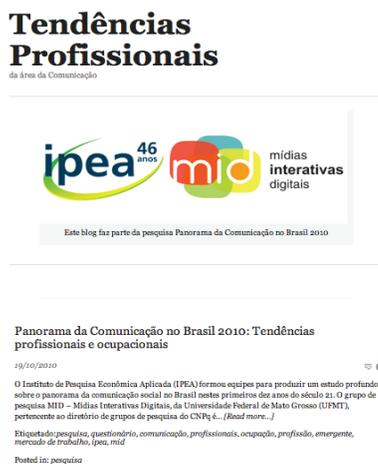 Tendências
Profissionais
da área da Comunicação
ipea 46
anos
mid
mídias
interativas
digitais
Este blog faz parte da pesquisa Panorama da Comunicação no Brasil 2010
Panorama da Comunicação no Brasil 2010: Tendências
profissionais e ocupacionais
19/10/2010
O Instituto de Pesquisa Econômica Aplicada (IPEA) formou equipes para produzir um estudo profundo
sobre o panorama da comunicação social no Brasil nestes primeiros dez anos do século 21. O grupo de
pesquisa MID – Mídias Interativas Digitais, da Universidade Federal de Mato Grosso (UFMT),
pertencente ao diretório de grupos de pesquisa do CNPq é... [Read more...]
Etiquetado:pesquisa, questionário, comunicação, profissionais, ocupação, profissão, emergente,
mercado de trabalho, ipea, mid
Posted in: pesquisa